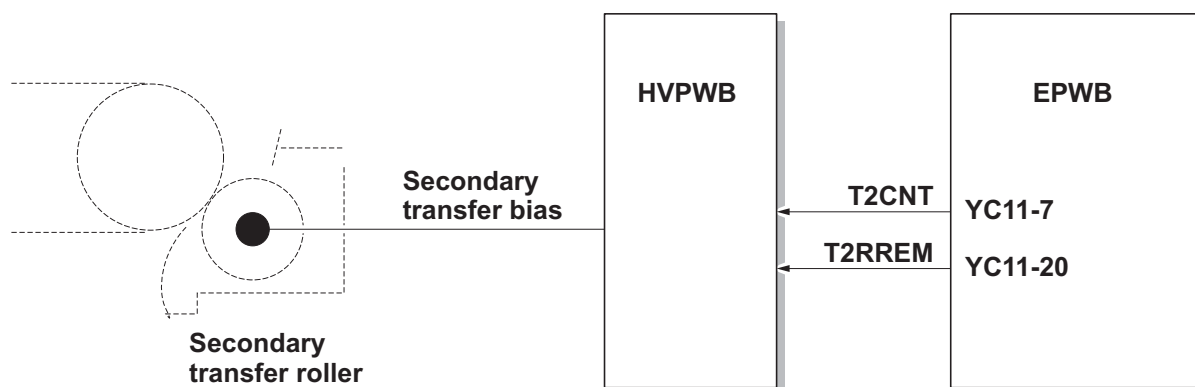 HVPWB
EPWB
Secondary
transfer bias
T2CNT
YC11-7
T2RREM
YC11-20
Secondary
transfer roller